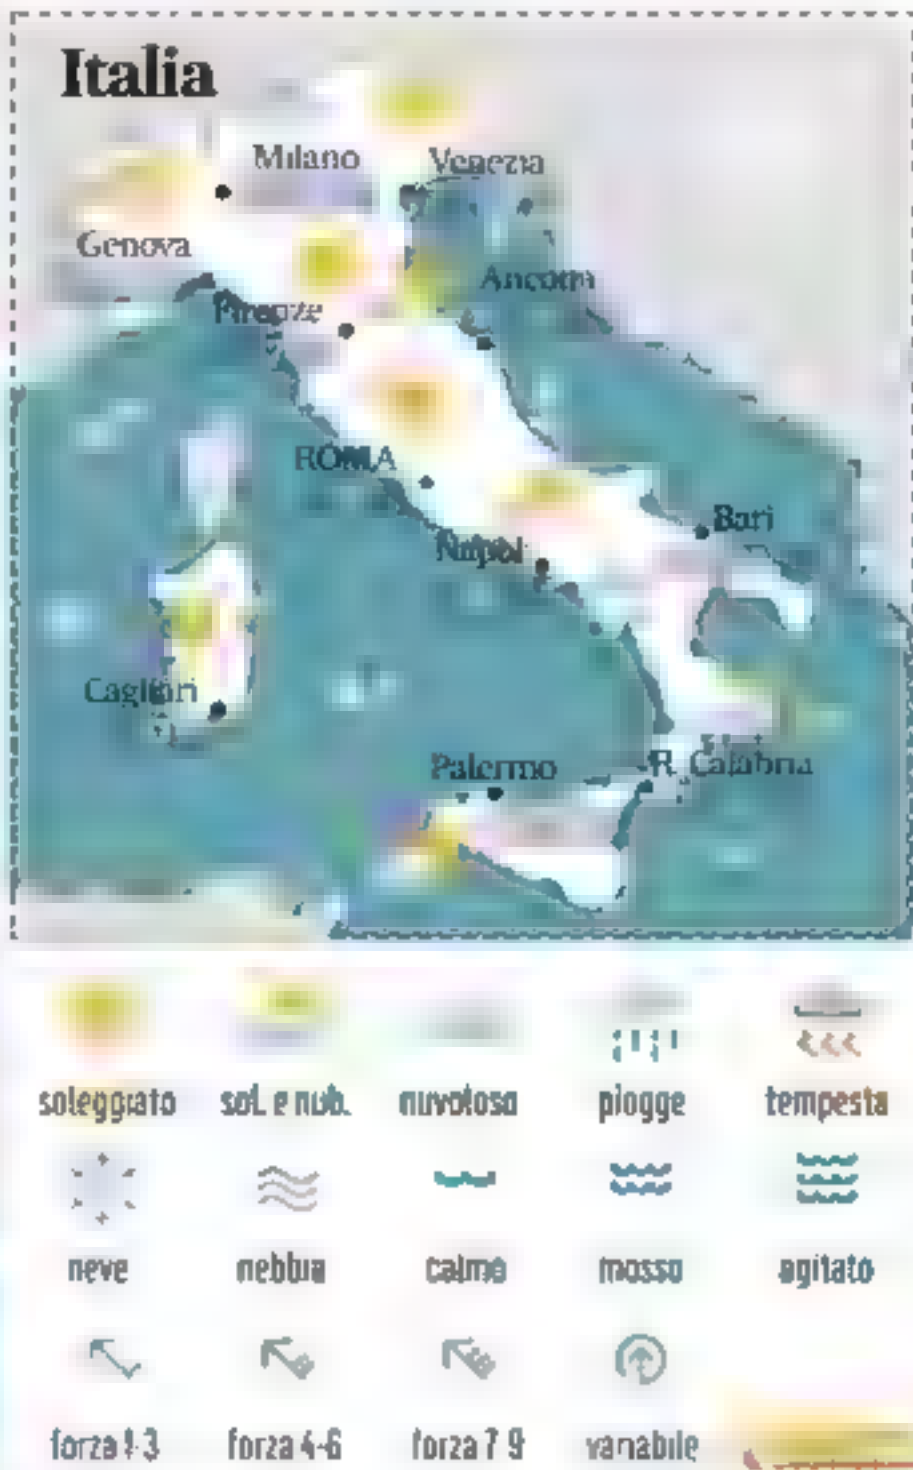 Italia
Milano
Venezia
Genova
Ancona
Firenze
ROMA
Bari
Napoli
Cagliari
Palermo
R. Calabria
soleggiato sol. e nub. nuvoloso piogge tempesta
neve nebbia calmo mosso agitato
forza 1-3 forza 4-6 forza 7-9 variabile